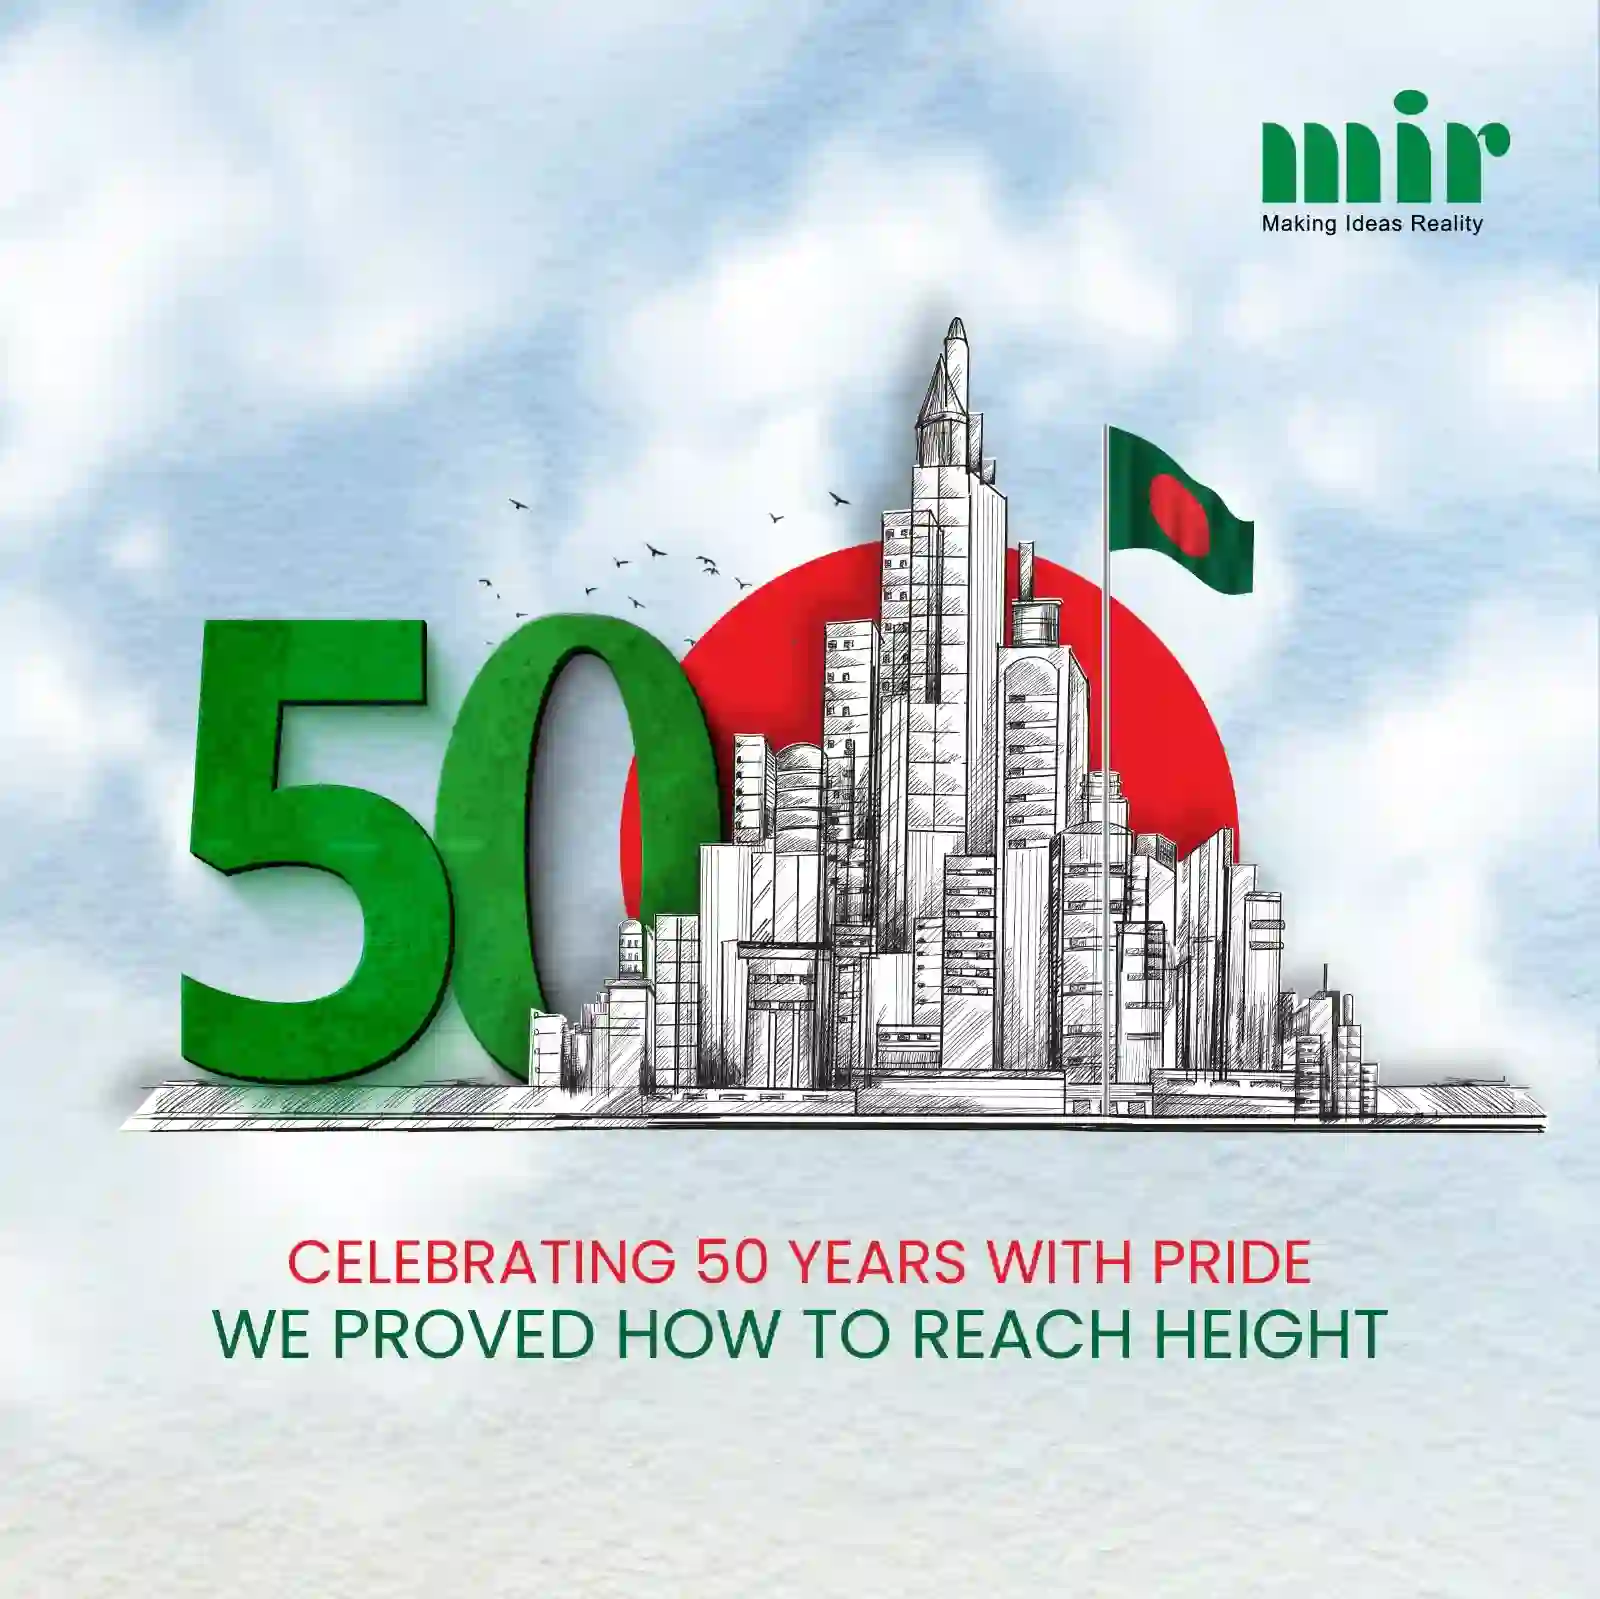 mir
Making Ideas Reality
50
CELEBRATING 50 YEARS WITH PRIDE
WE PROVED HOW TO REACH HEIGHT